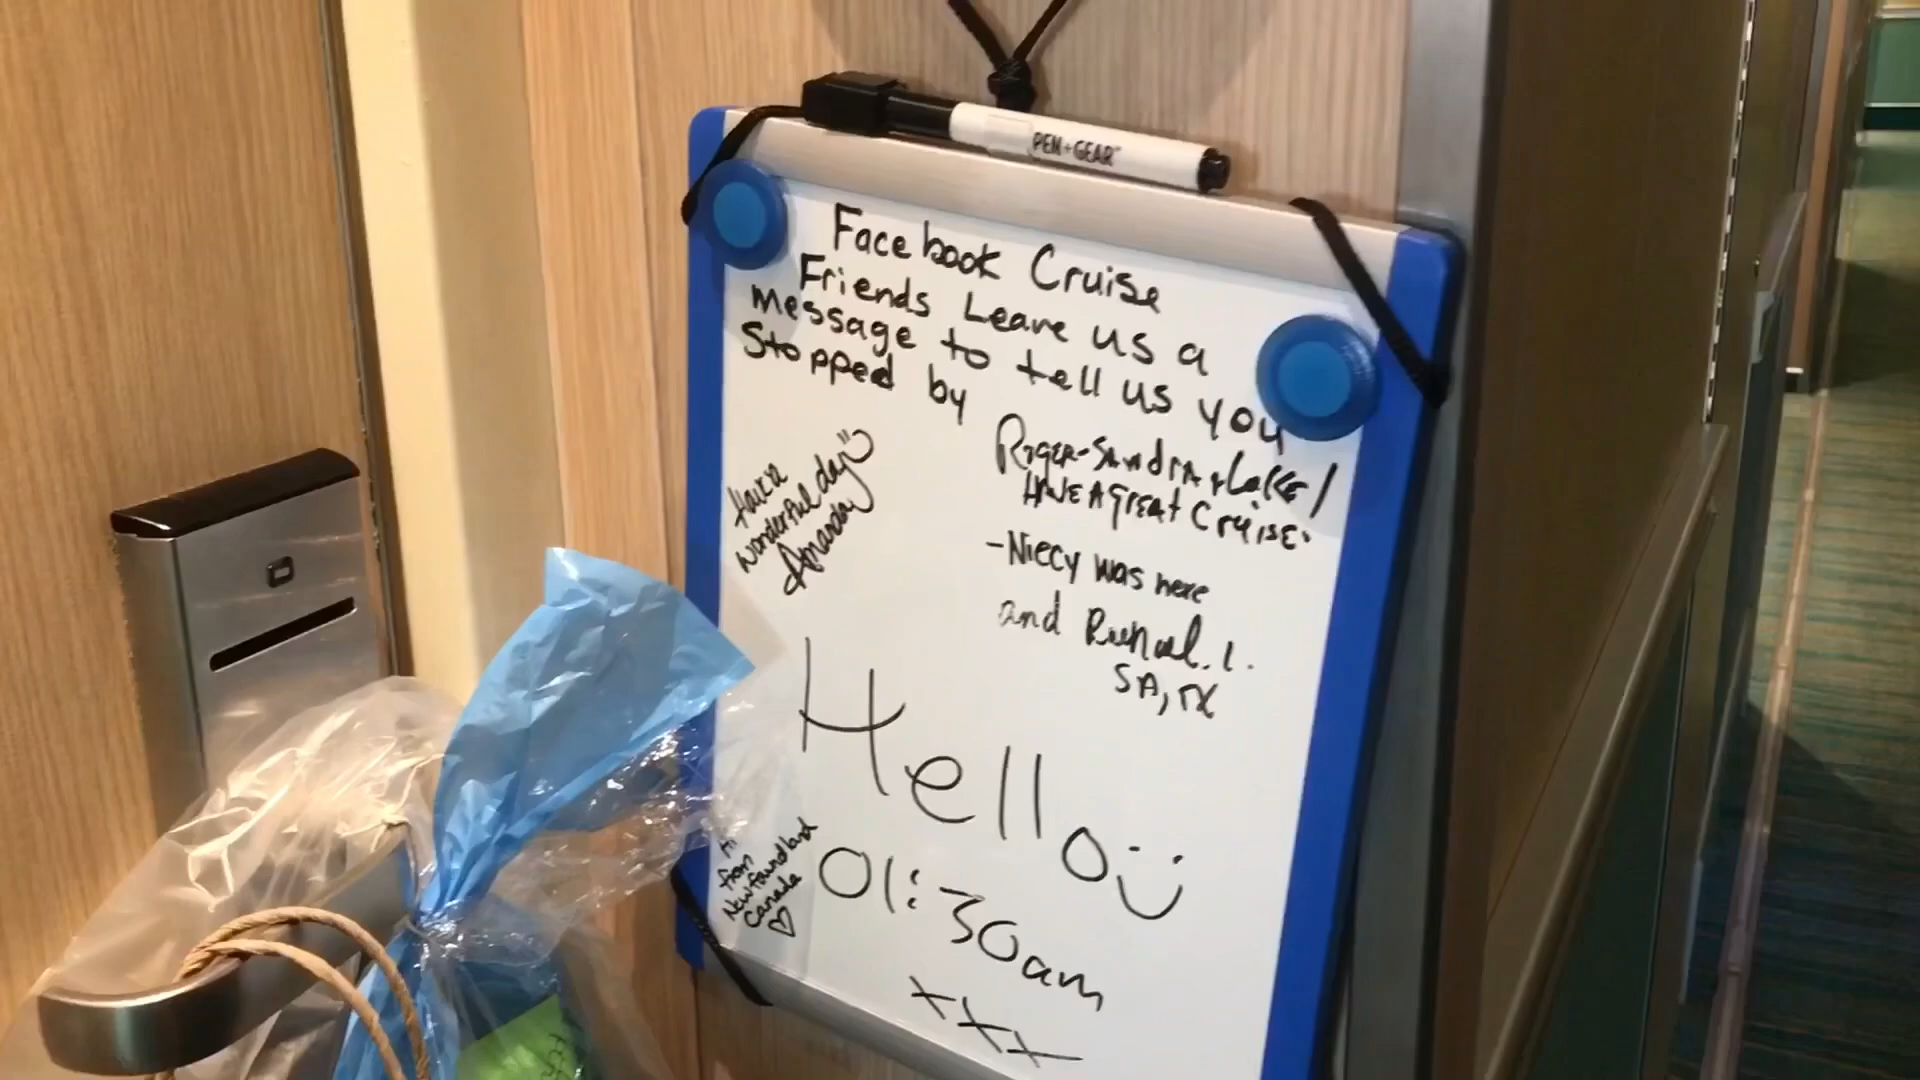 PEN+GEAR
Facebook Cruise
Friends Leave us a
message to tell us you
Stopped by
Have a
wonderful day
Amanda
ROGER-SANDRA +
HAVE A GREAT CRUISE.
-Niecy was here
and
SA, TX
Hello
01:30am
xxx
Hi
from
Newfoundland
Canada